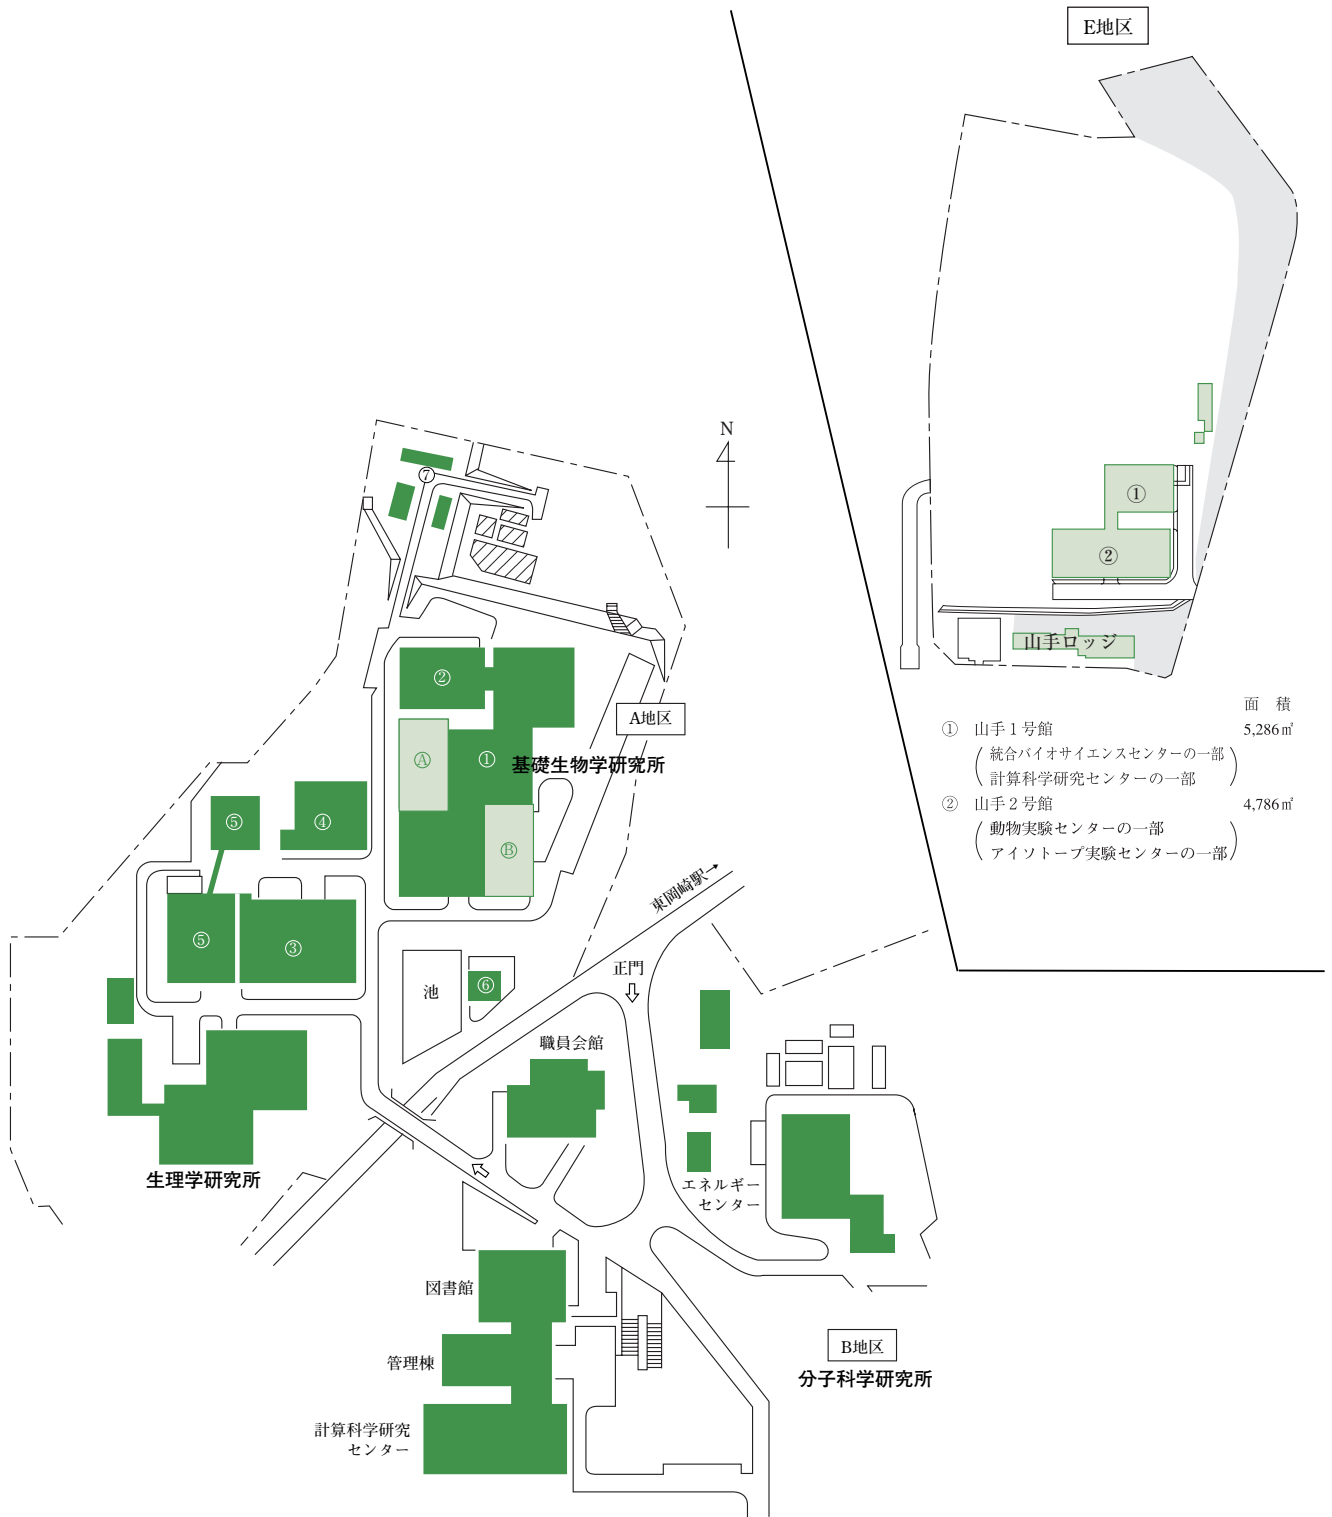 E地区
①
②
山手ロッジ
面 積
① 山手１号館 5,286㎡
統合バイオサイエンスセンターの一部
計算科学研究センターの一部
② 山手２号館 4,786㎡
動物実験センターの一部
アイソトープ実験センターの一部
N
⑦
②
A地区
Ⓐ
①
基礎生物学研究所
⑤
④
Ⓑ
東岡崎駅→
⑤
③
正門
池
⑥
職員会館
生理学研究所
エネルギー
センター
図書館
B地区
管理棟
分子科学研究所
計算科学研究
センター